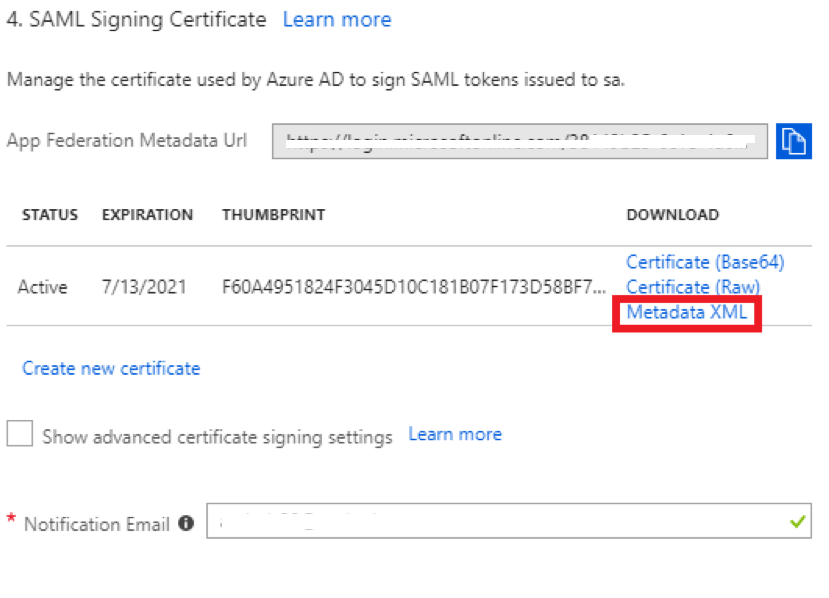 4. SAML Signing Certificate Learn more
Manage the certificate used by Azure AD to sign SAML tokens issued to sa.
App Federation Metadata Url
STATUS EXPIRATION THUMBPRINT DOWNLOAD
Certificate (Base64)
Active 7/13/2021 F60A4951824F3045D10C181B07F173D58BF7... Certificate (Raw)
Metadata XML
Create new certificate
Show advanced certificate signing settings Learn more
* Notification Email